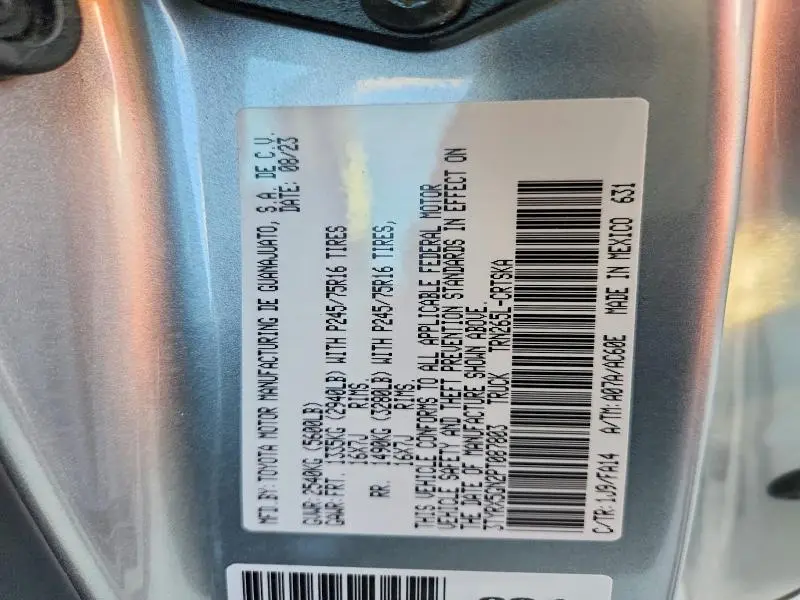 MFD.BY:TOYOTA MOTOR MANUFACTURING DE GUANAJUATO, S.A. DE C.V.
DATE: 08/23
GVWR:2540KG (5600LB)
GAWR:FRT. 1335KG (2940LB) WITH P245/75R16 TIRES
16X7J RIMS.
RR. 1490KG (3280LB) WITH P245/75R16 TIRES,
16X7J RIMS.
THIS VEHICLE CONFORMS TO ALL APPLICABLE FEDERAL MOTOR
VEHICLE SAFETY AND THEFT PREVENTION STANDARDS IN EFFECT ON
THE DATE OF MANUFACTURE SHOWN ABOVE.
TRUCK TRN265L-CRTSKA
C/TR:1J9/FA14 A/TM:A07A/AC60E MADE IN MEXICO 631